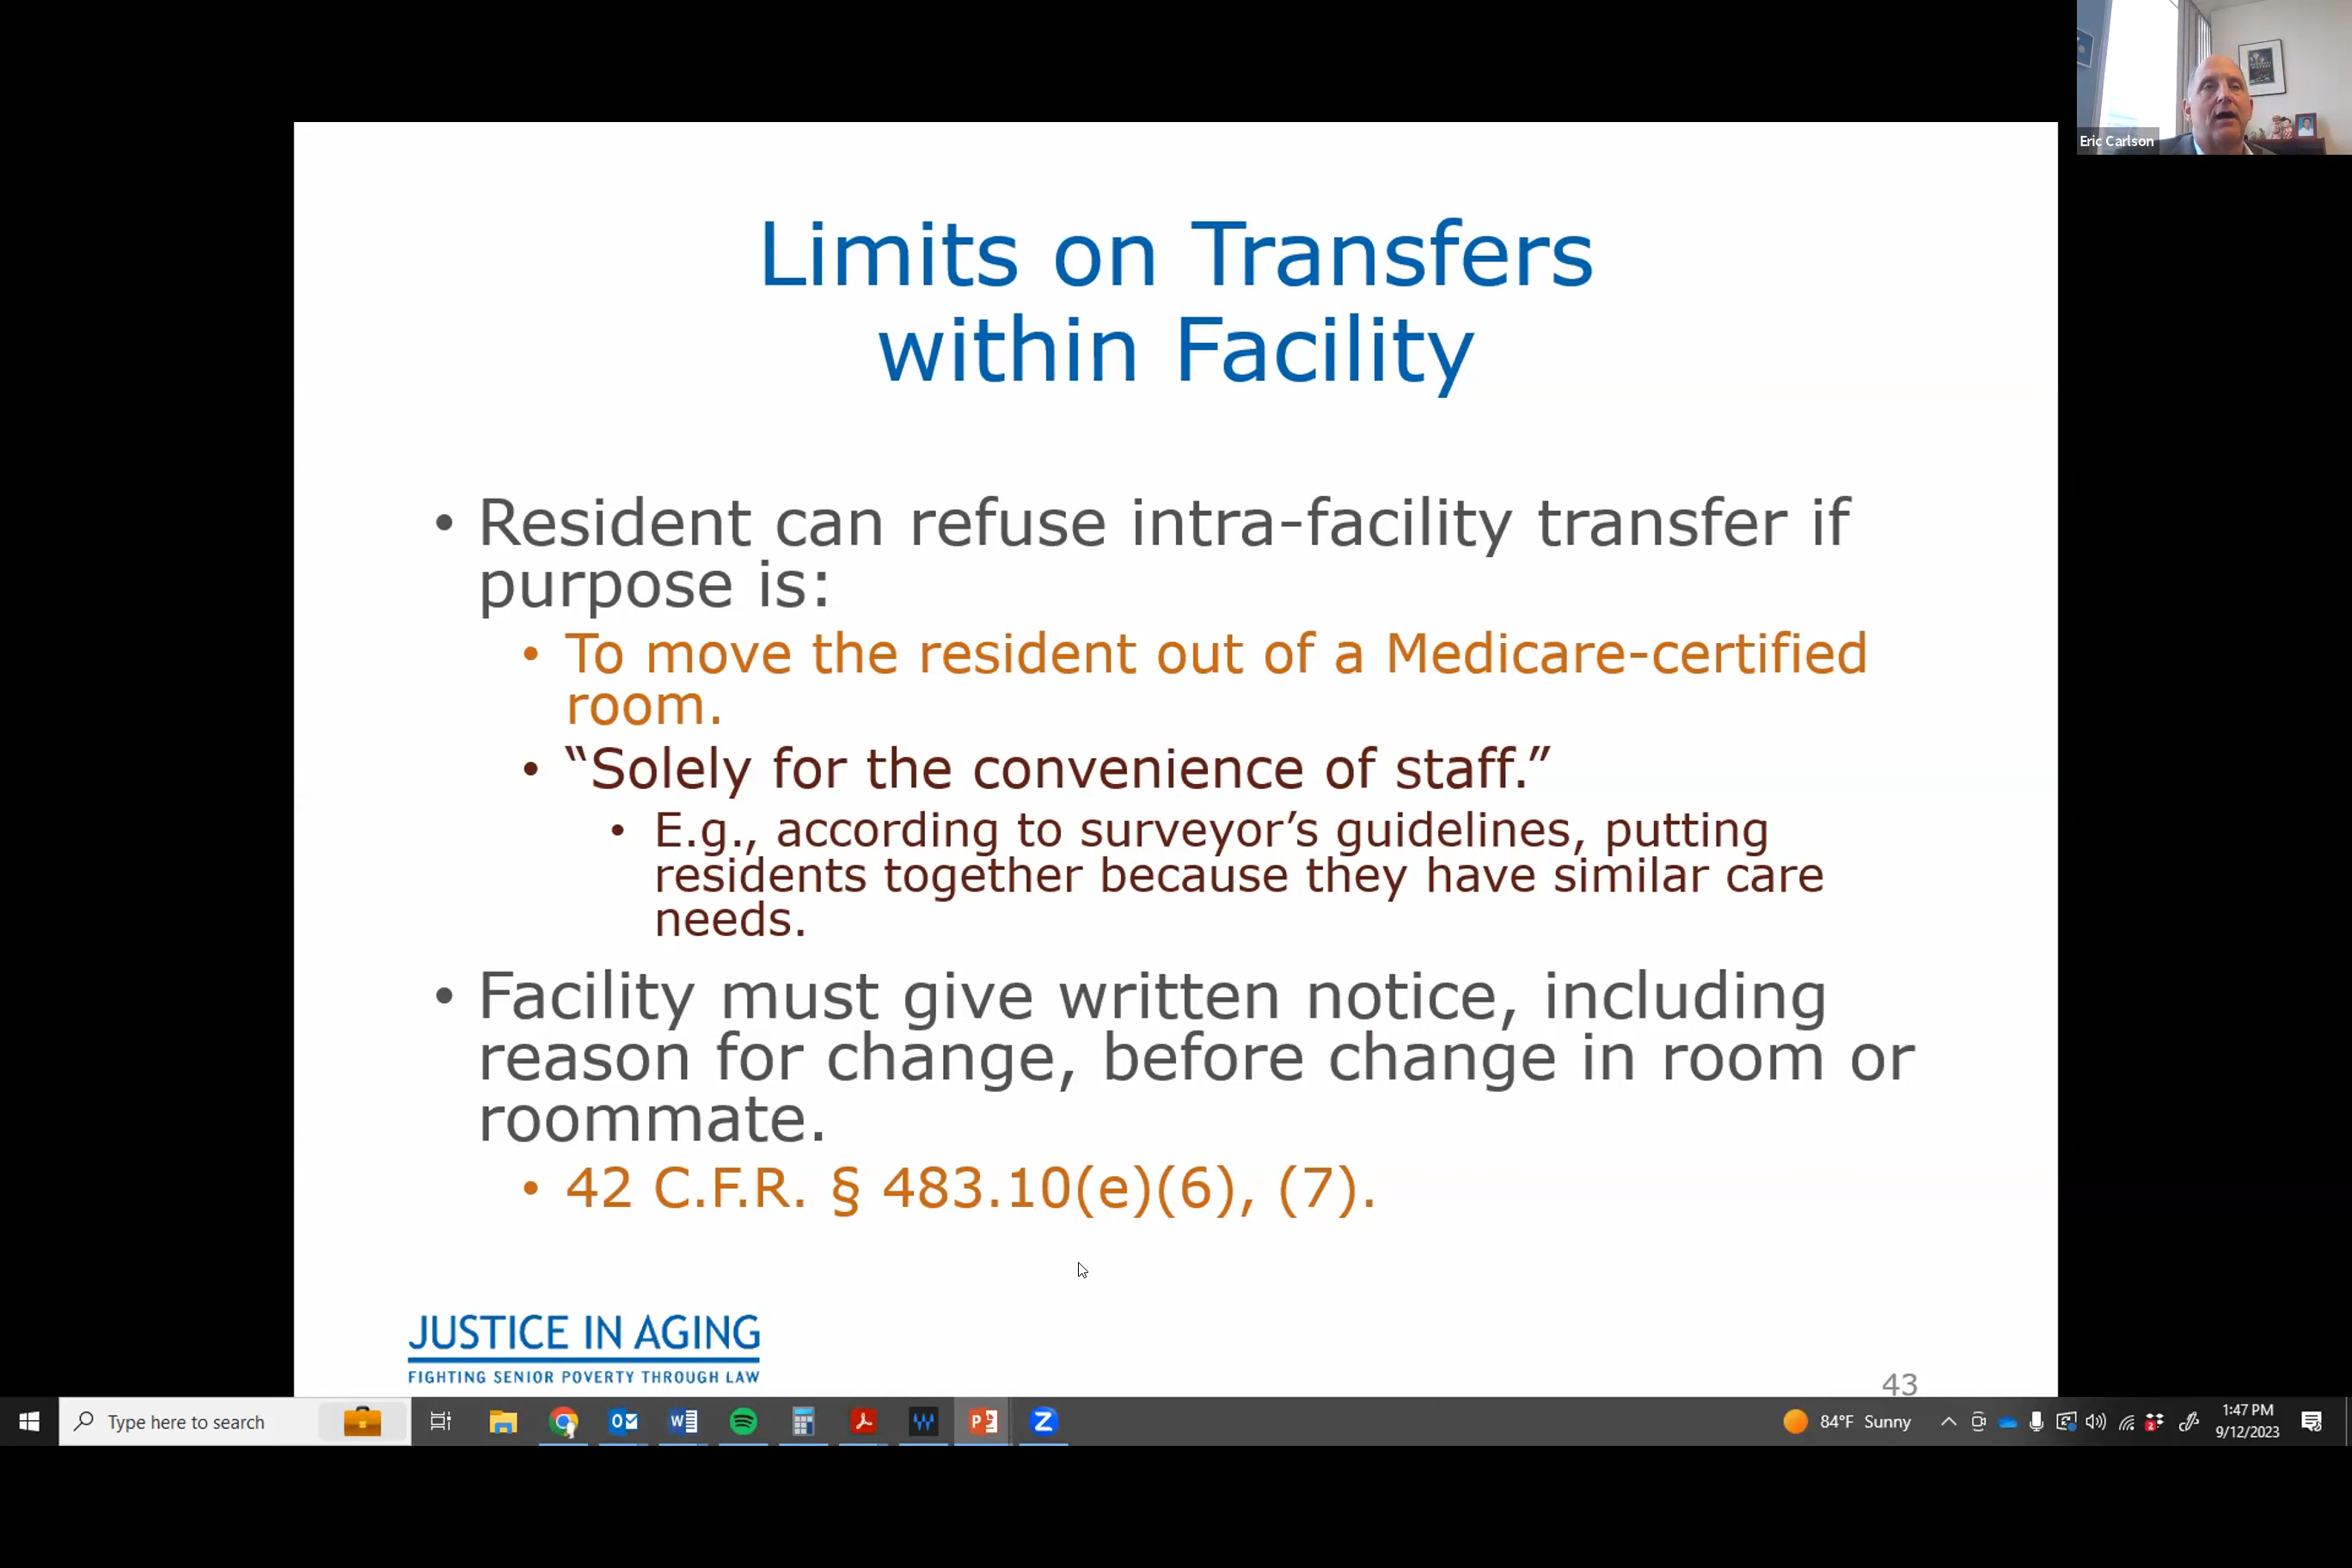 Eric Carlson
Limits on Transfers
within Facility
• Resident can refuse intra-facility transfer if
purpose is:
• To move the resident out of a Medicare-certified
room.
• “Solely for the convenience of staff.”
• E.g., according to surveyor’s guidelines, putting
residents together because they have similar care
needs.
• Facility must give written notice, including
reason for change, before change in room or
roommate.
• 42 C.F.R. § 483.10(e)(6), (7).
JUSTICE IN AGING
FIGHTING SENIOR POVERTY THROUGH LAW
43
Type here to search
84°F Sunny
1:47 PM
9/12/2023